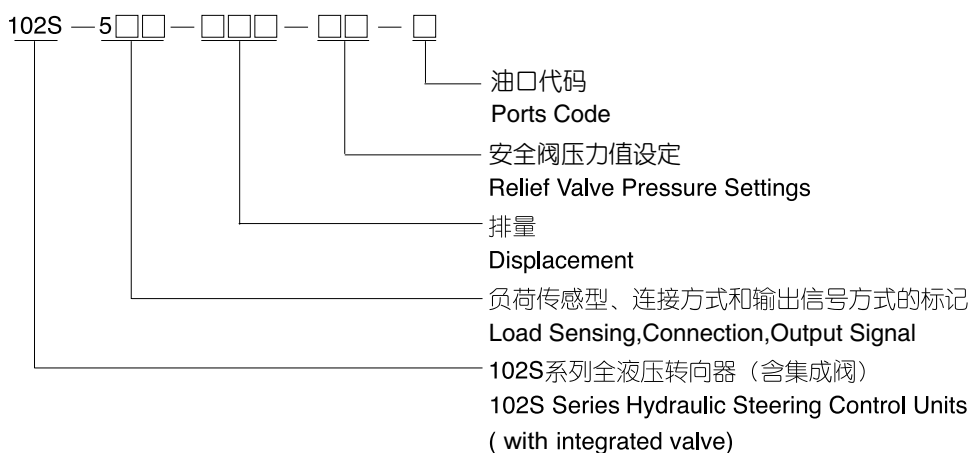 102S — 5□□ — □□□ — □□ — □
油口代码
Ports Code
安全阀压力值设定
Relief Valve Pressure Settings
排量
Displacement
负荷传感型、连接方式和输出信号方式的标记
Load Sensing,Connection,Output Signal
102S系列全液压转向器（含集成阀）
102S Series Hydraulic Steering Control Units
( with integrated valve)